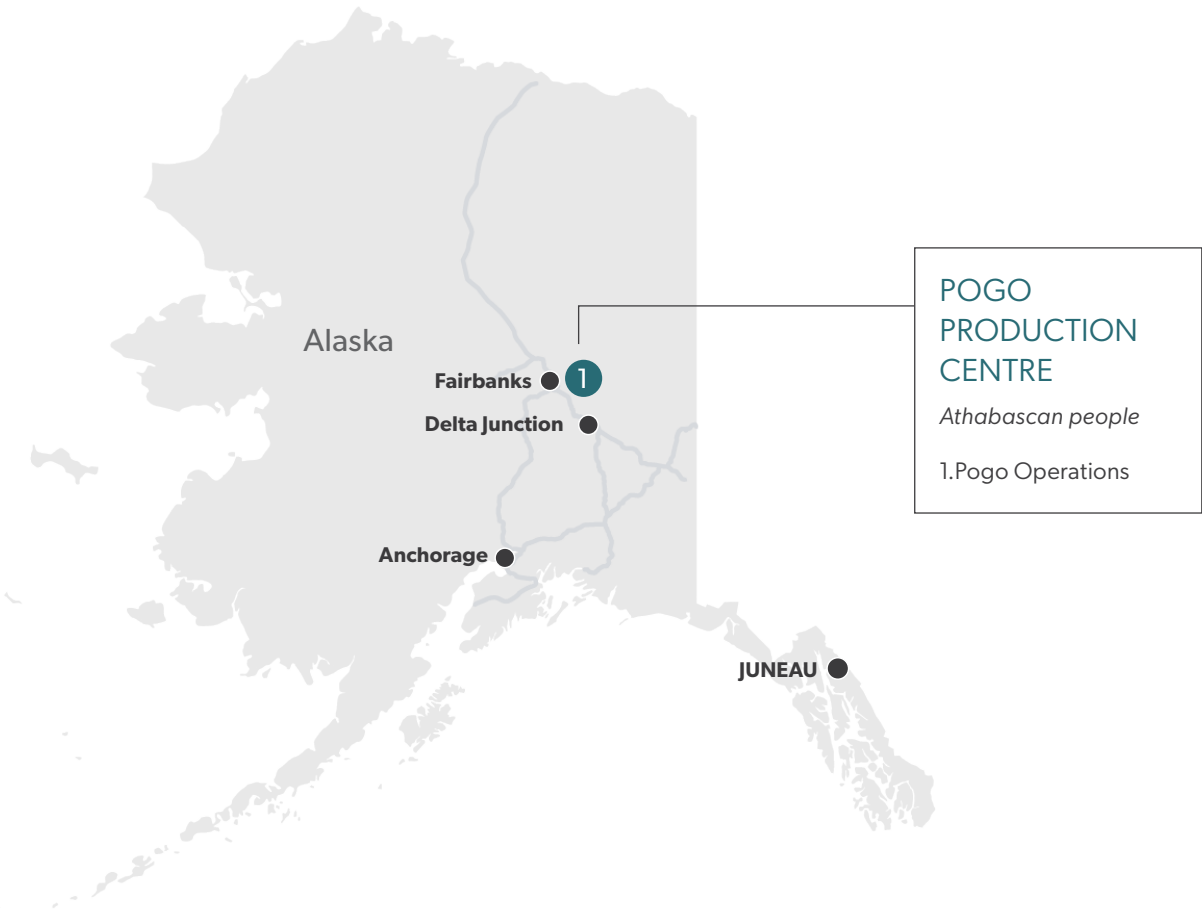 Alaska
Fairbanks
1
Delta Junction
Anchorage
JUNEAU
POGO
PRODUCTION
CENTRE
Athabascan people
1.Pogo Operations